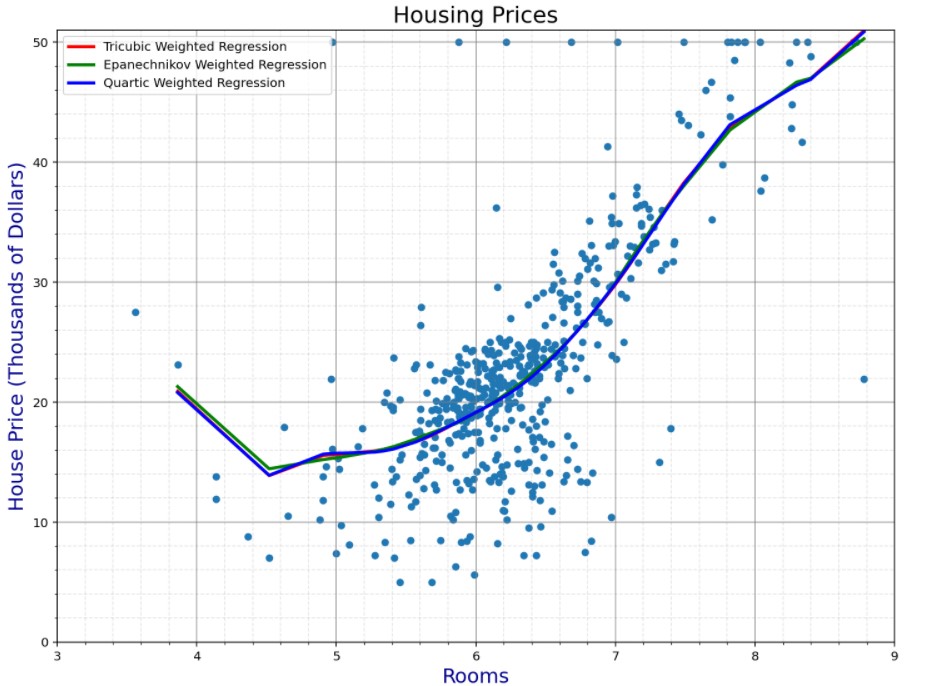 Housing Prices
Tricubic Weighted Regression
Epanechnikov Weighted Regression
Quartic Weighted Regression
House Price (Thousands of Dollars)
50
40
30
20
10
0
3 4 5 6 7 8 9
Rooms